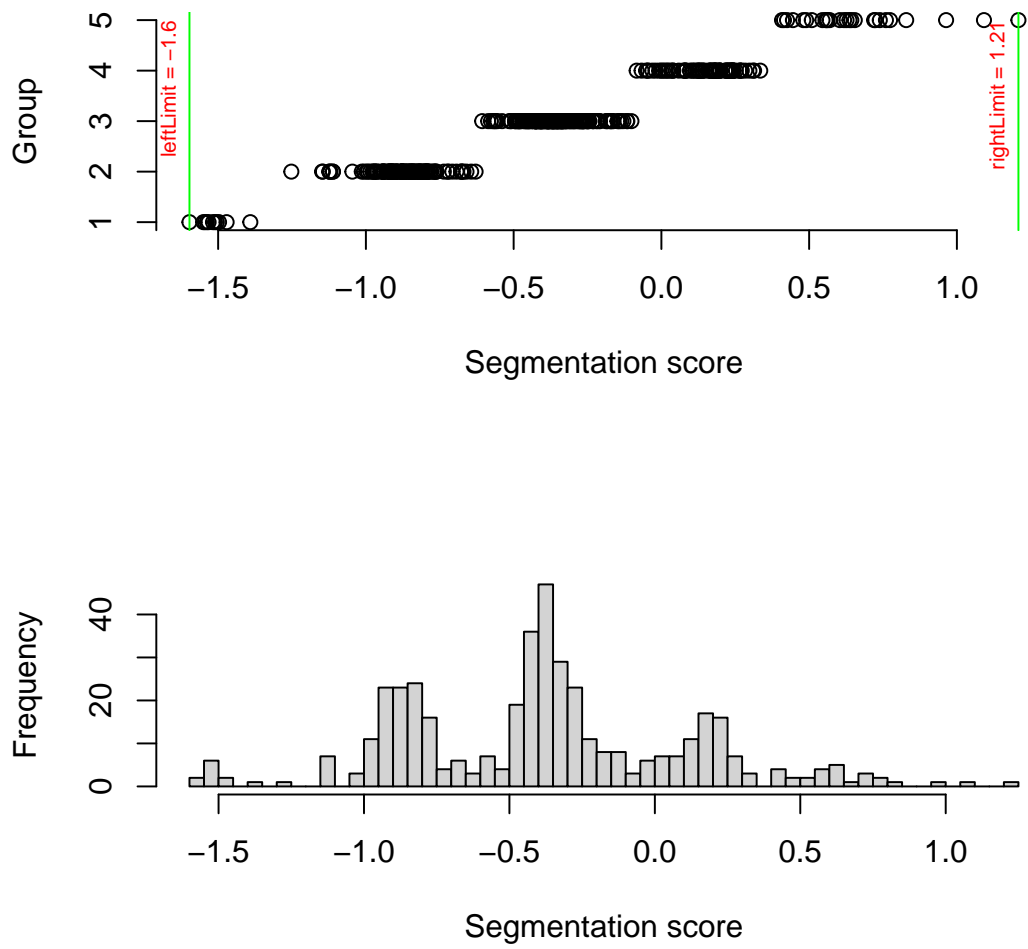 Group
1 2 3 4 5
leftLimit = −1.6
rightLimit = 1.21
−1.5 −1.0 −0.5 0.0 0.5 1.0
Segmentation score
Frequency
0 20 40
−1.5 −1.0 −0.5 0.0 0.5 1.0
Segmentation score